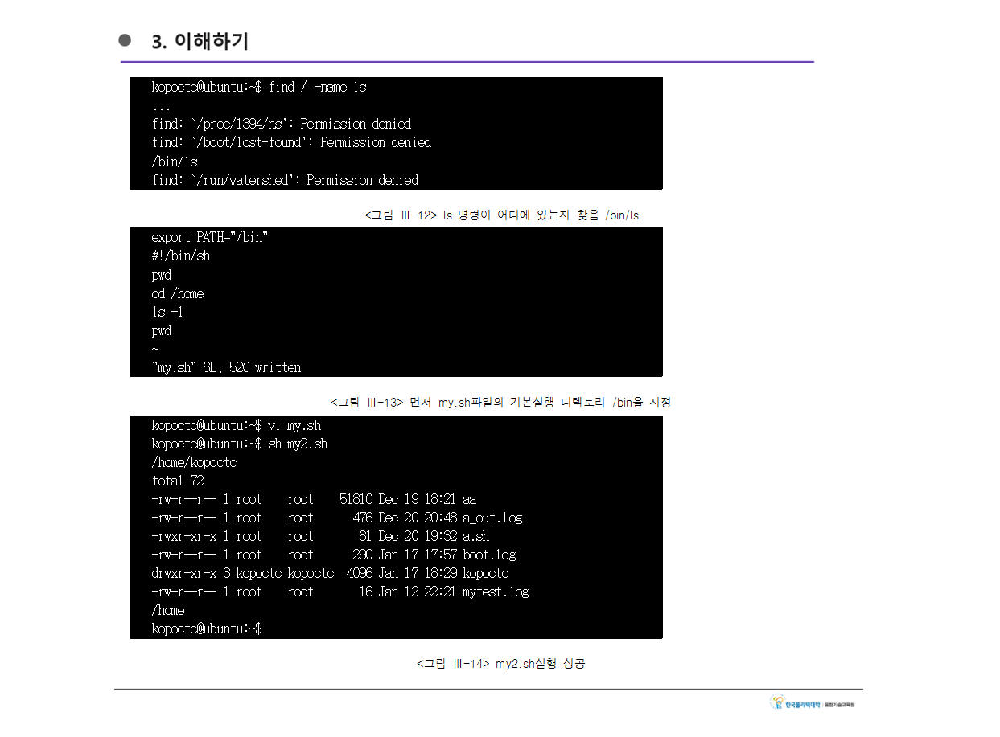 ● 3. 이해하기
kopoctc@ubuntu:~$ find / -name ls
...
find: `/proc/1394/ns': Permission denied
find: `/boot/lost+found': Permission denied
/bin/ls
find: `/run/watershed': Permission denied
<그림 III-12> ls 명령이 어디에 있는지 찾음 /bin/ls
export PATH="/bin"
#!/bin/sh
pwd
cd /home
ls -l
pwd
~
"my.sh" 6L, 52C written
<그림 III-13> 먼저 my.sh파일의 기본실행 디렉토리 /bin을 지정
kopoctc@ubuntu:~$ vi my.sh
kopoctc@ubuntu:~$ sh my2.sh
/home/kopoctc
total 72
-rw-r--r-- 1 root root 51810 Dec 19 18:21 aa
-rw-r--r-- 1 root root 476 Dec 20 20:48 a_out.log
-rwxr-xr-x 1 root root 61 Dec 20 19:32 a.sh
-rw-r--r-- 1 root root 290 Jan 17 17:57 boot.log
drwxr-xr-x 3 kopoctc kopoctc 4096 Jan 17 18:29 kopoctc
-rw-r--r-- 1 root root 16 Jan 12 22:21 mytest.log
/home
kopoctc@ubuntu:~$
<그림 III-14> my2.sh실행 성공
한국폴리텍대학 | 융합기술교육원